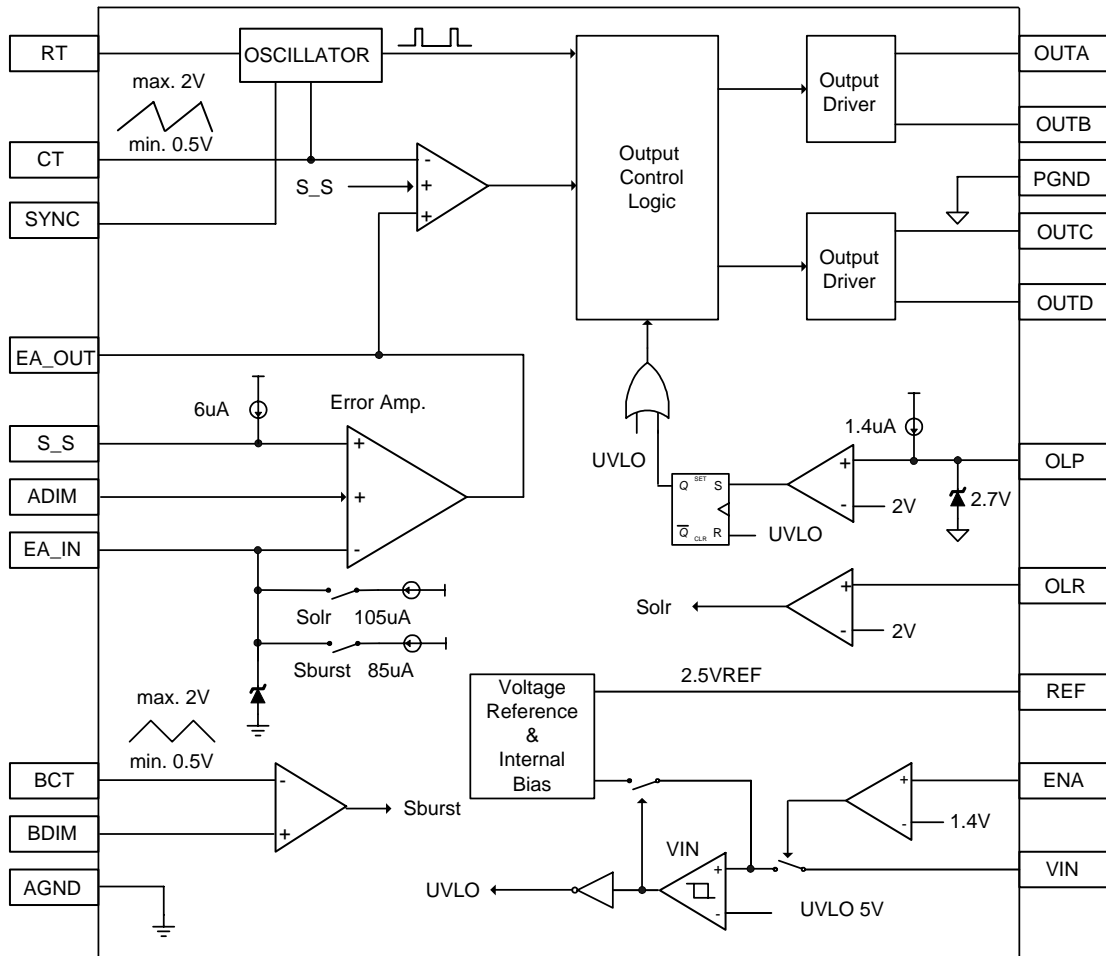 RT
OSCILLATOR
max. 2V
min. 0.5V
CT
S_S
-
+
+
SYNC
Output
Control
Logic
Output
Driver
OUTA
OUTB
PGND
Output
Driver
OUTC
OUTD
EA_OUT
6uA
Error Amp.
S_S
+
ADIM
+
EA_IN
-
Solr
105uA
Sburst
85uA
UVLO
1.4uA
OLP
+
-
2V
2.7V
Q
SET
S
Q
CLR
R
UVLO
OLR
+
-
2V
Solr
Voltage
Reference
&
Internal
Bias
2.5VREF
REF
max. 2V
min. 0.5V
BCT
-
BDIM
+
Sburst
AGND
ENA
+
-
1.4V
VIN
VIN
+
-
UVLO 5V
UVLO